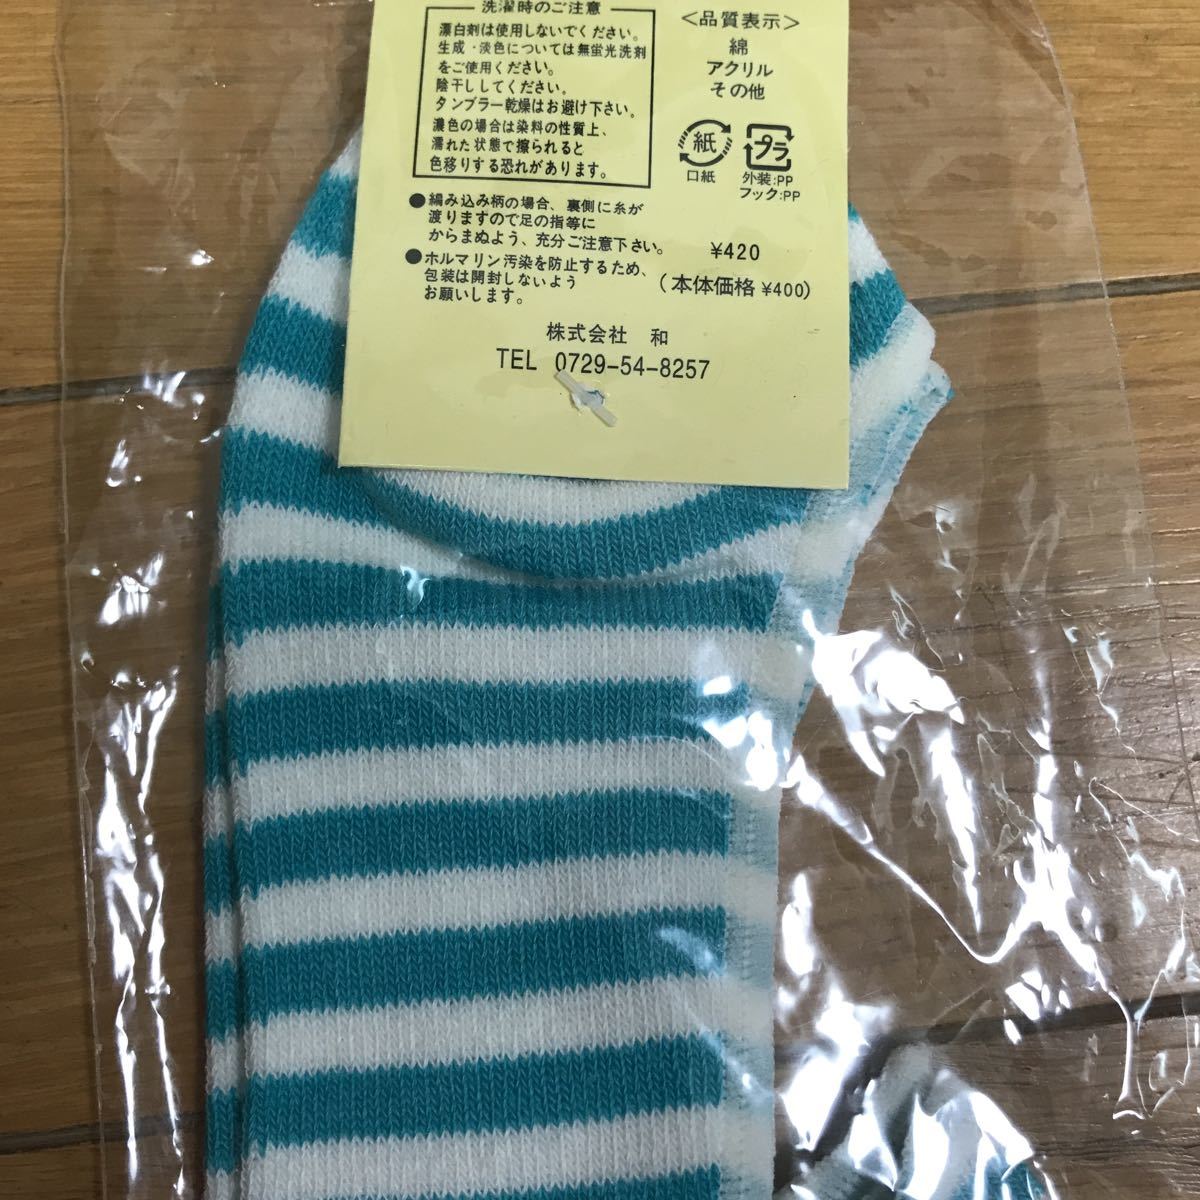 洗濯時のご注意
漂白剤は使用しないでください。
生成・淡色については無蛍光洗剤
をご使用ください。
陰干ししてください。
タンブラー乾燥はお避け下さい。
濃色の場合は染料の性質上、
濡れた状態で擦られると
色移りする恐れがあります。
●編み込み柄の場合、裏側に糸が
渡りますので足の指等に
からまぬよう、充分ご注意下さい。
●ホルマリン汚染を防止するため、
包装は開封しないよう
お願いします。
＜品質表示＞
綿
アクリル
その他
紙
口紙
プラ
外装:PP
フック:PP
¥420
(本体価格 ¥400)
株式会社 和
TEL 0729-54-8257